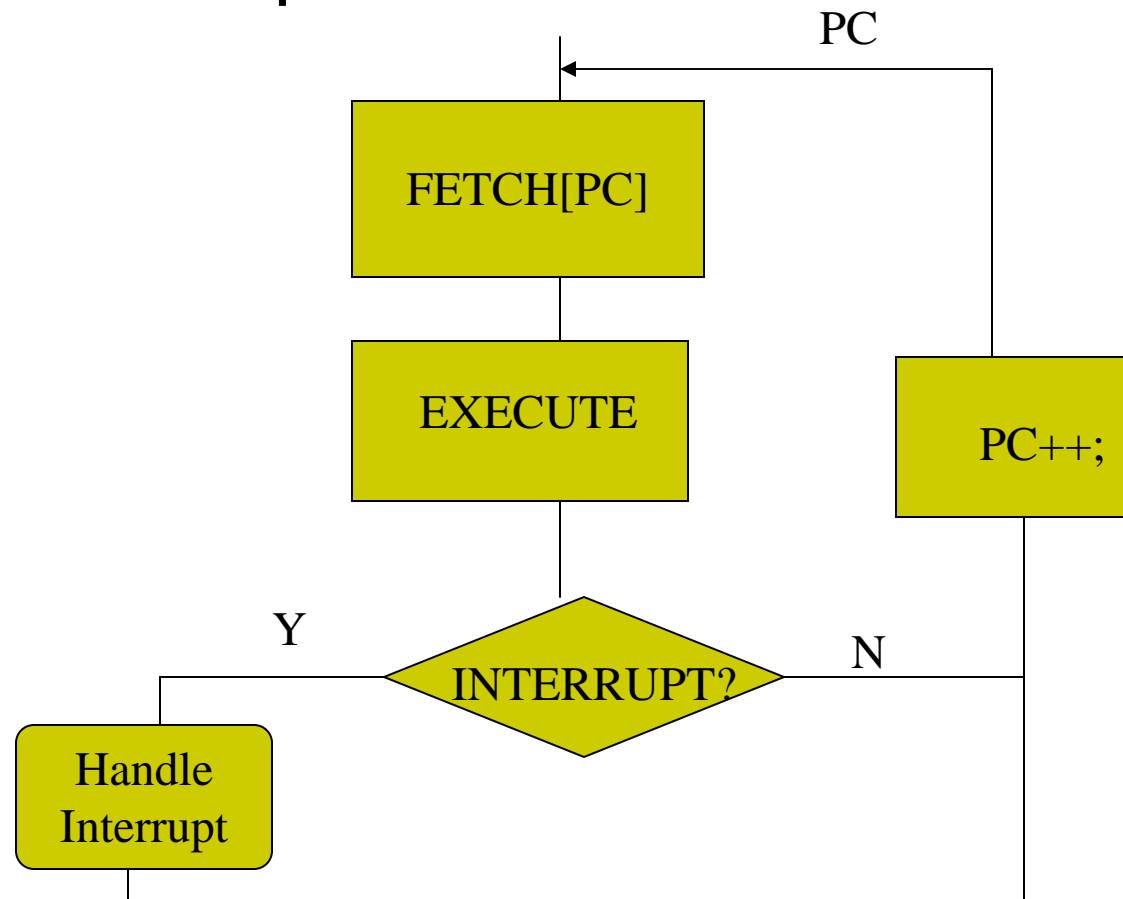 PC
FETCH[PC]
EXECUTE
PC++;
Y
N
INTERRUPT?
Handle
Interrupt